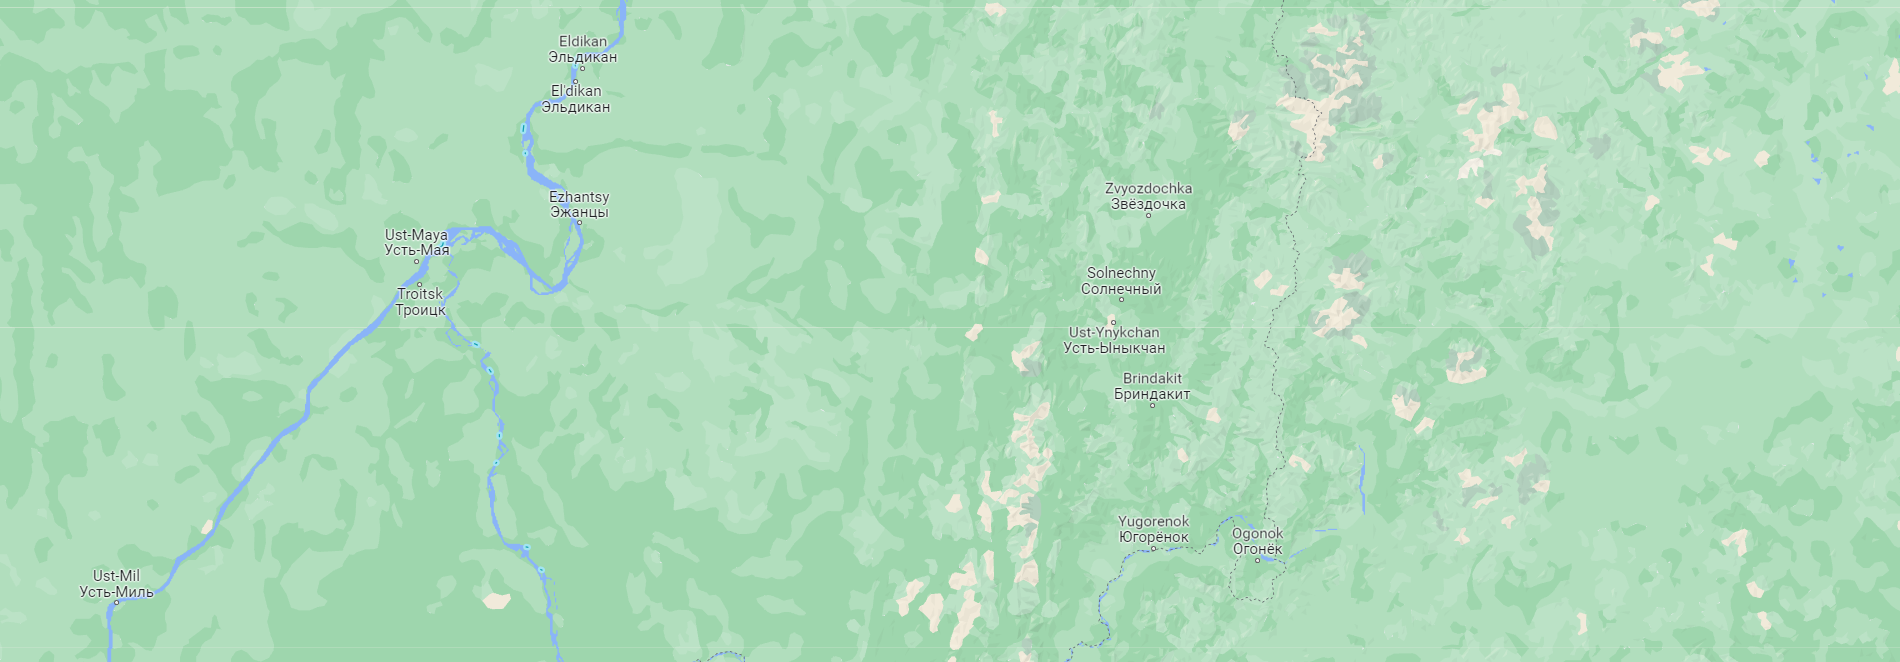 Eldikan
Эльдикан
El'dikan
Эльдикан
Zvyozdochka
Звёздочка
Ezhantsy
Эжанцы
Ust-Maya
Усть-Мая
Solnechny
Солнечный
Troitsk
Троицк
Ust-Ynykchan
Усть-Ыныкчан
Brindakit
Бриндакит
Yugorenok
Югорёнок
Ogonok
Огонёк
Ust-Mil
Усть-Миль